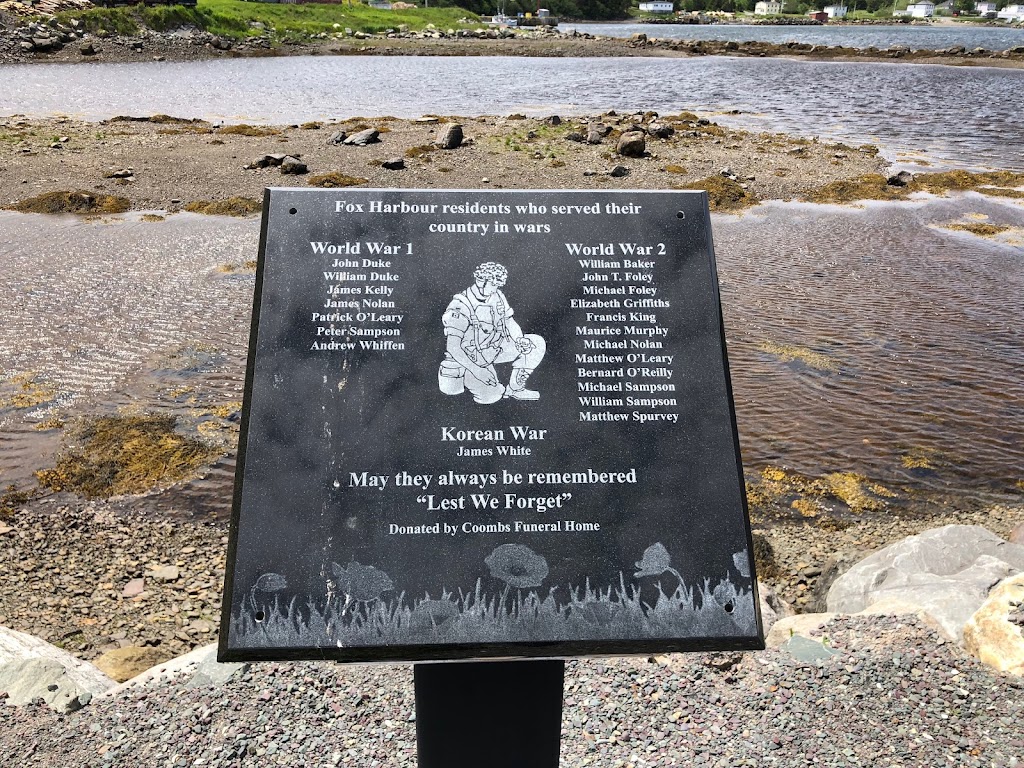 Fox Harbour residents who served their
country in wars
World War 1
John Duke
William Duke
James Kelly
James Nolan
Patrick O'Leary
Peter Sampson
Andrew Whiffen
World War 2
William Baker
John T. Foley
Michael Foley
Elizabeth Griffiths
Francis King
Maurice Murphy
Michael Nolan
Matthew O'Leary
Bernard O'Reilly
Michael Sampson
William Sampson
Matthew Spurvey
Korean War
James White
May they always be remembered
“Lest We Forget”
Donated by Coombs Funeral Home